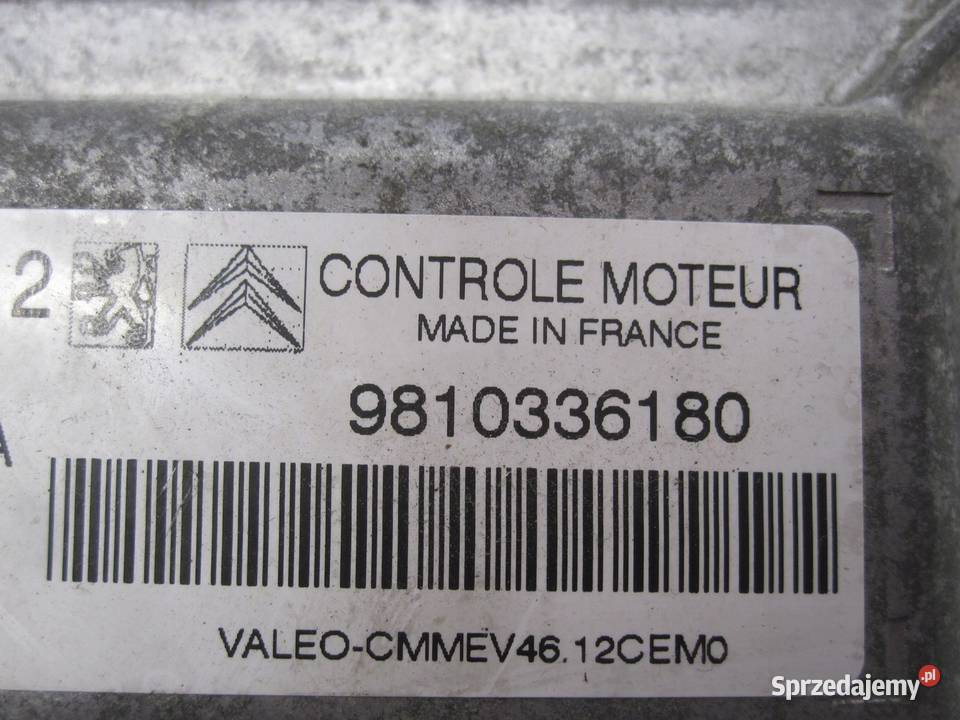 2 CONTROLE MOTEUR
MADE IN FRANCE
9810336180
A
VALEO-CMMEV46.12CEM0
Sprzedajemy.pl